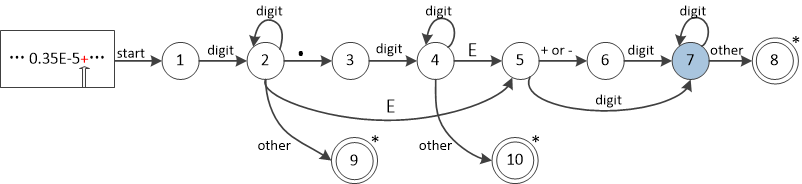 ··· 0.35E-5+···
start
1
digit
digit
2
.
3
digit
digit
4
E
5
+ or -
6
digit
digit
7
other
8
*
E
digit
other
9
*
other
10
*